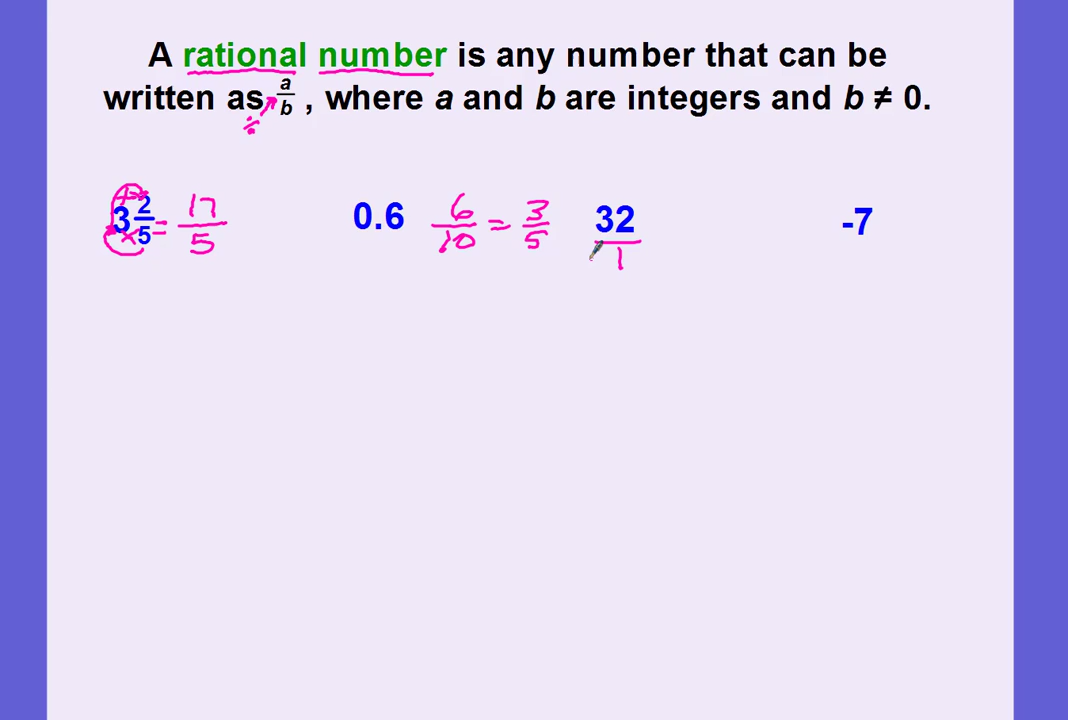 A rational number is any number that can be
written as a/b , where a and b are integers and b ≠ 0.
÷
3 2/5 = 17/5 0.6 6/10 = 3/5 32/1 -7
+ ×